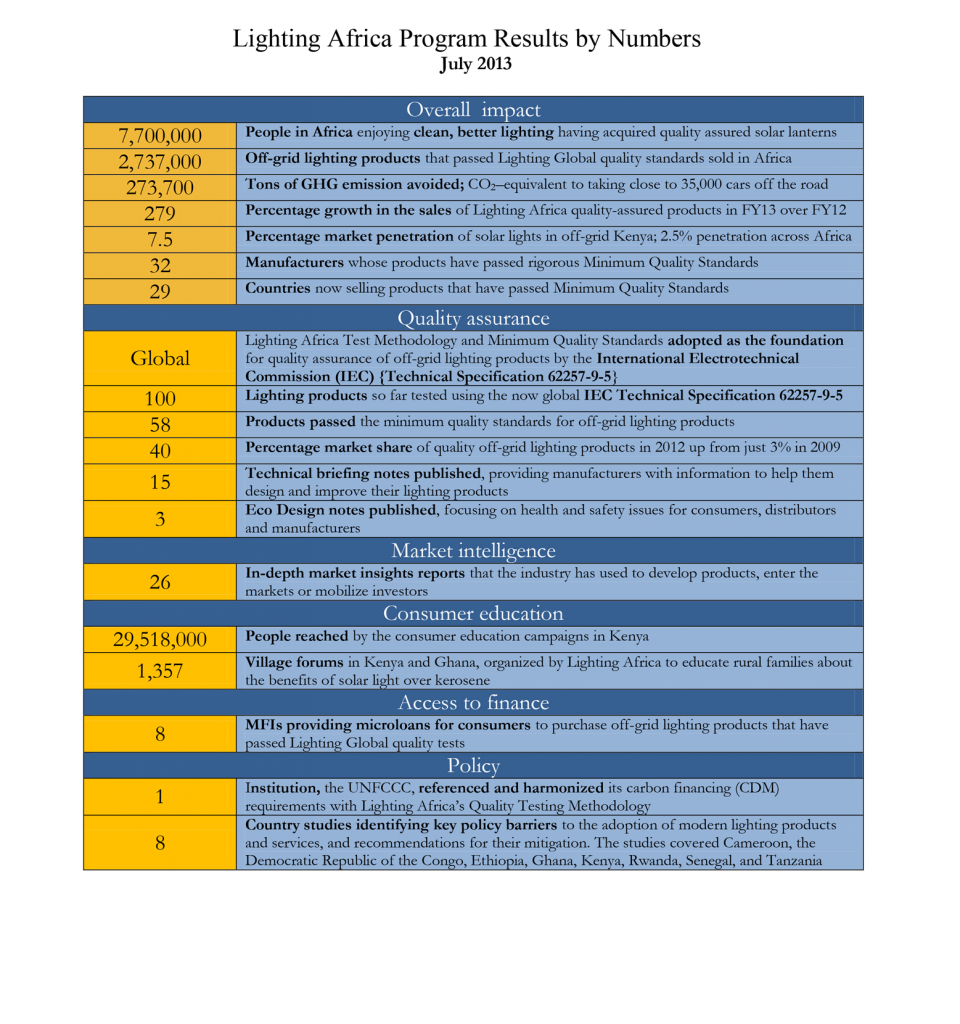 Lighting Africa Program Results by Numbers
July 2013
Overall impact
7,700,000 People in Africa enjoying clean, better lighting having acquired quality assured solar lanterns
2,737,000 Off-grid lighting products that passed Lighting Global quality standards sold in Africa
273,700 Tons of GHG emission avoided; CO₂–equivalent to taking close to 35,000 cars off the road
279 Percentage growth in the sales of Lighting Africa quality-assured products in FY13 over FY12
7.5 Percentage market penetration of solar lights in off-grid Kenya; 2.5% penetration across Africa
32 Manufacturers whose products have passed rigorous Minimum Quality Standards
29 Countries now selling products that have passed Minimum Quality Standards
Quality assurance
Global
Lighting Africa Test Methodology and Minimum Quality Standards adopted as the foundation
for quality assurance of off-grid lighting products by the International Electrotechnical
Commission (IEC) {Technical Specification 62257-9-5}
100 Lighting products so far tested using the now global IEC Technical Specification 62257-9-5
58 Products passed the minimum quality standards for off-grid lighting products
40 Percentage market share of quality off-grid lighting products in 2012 up from just 3% in 2009
15
Technical briefing notes published, providing manufacturers with information to help them
design and improve their lighting products
3
Eco Design notes published, focusing on health and safety issues for consumers, distributors
and manufacturers
Market intelligence
26
In-depth market insights reports that the industry has used to develop products, enter the
markets or mobilize investors
Consumer education
29,518,000 People reached by the consumer education campaigns in Kenya
1,357
Village forums in Kenya and Ghana, organized by Lighting Africa to educate rural families about
the benefits of solar light over kerosene
Access to finance
8
MFIs providing microloans for consumers to purchase off-grid lighting products that have
passed Lighting Global quality tests
Policy
1
Institution, the UNFCCC, referenced and harmonized its carbon financing (CDM)
requirements with Lighting Africa's Quality Testing Methodology
8
Country studies identifying key policy barriers to the adoption of modern lighting products
and services, and recommendations for their mitigation. The studies covered Cameroon, the
Democratic Republic of the Congo, Ethiopia, Ghana, Kenya, Rwanda, Senegal, and Tanzania